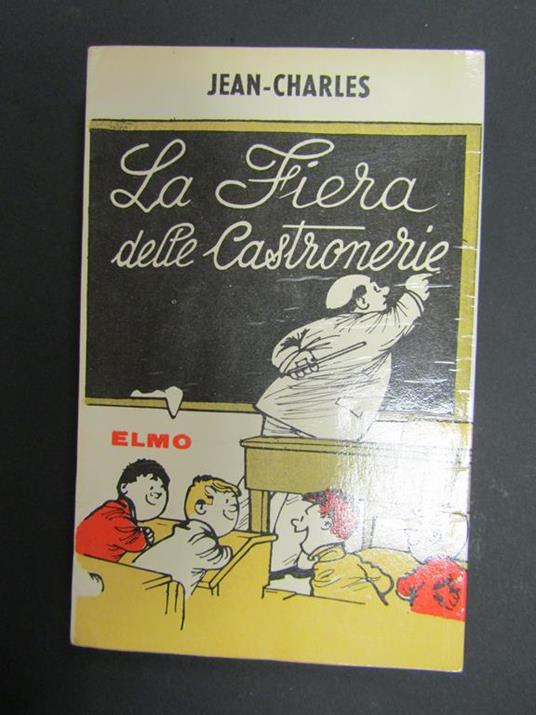 JEAN-CHARLES
La Fiera
delle Castronerie
ELMO